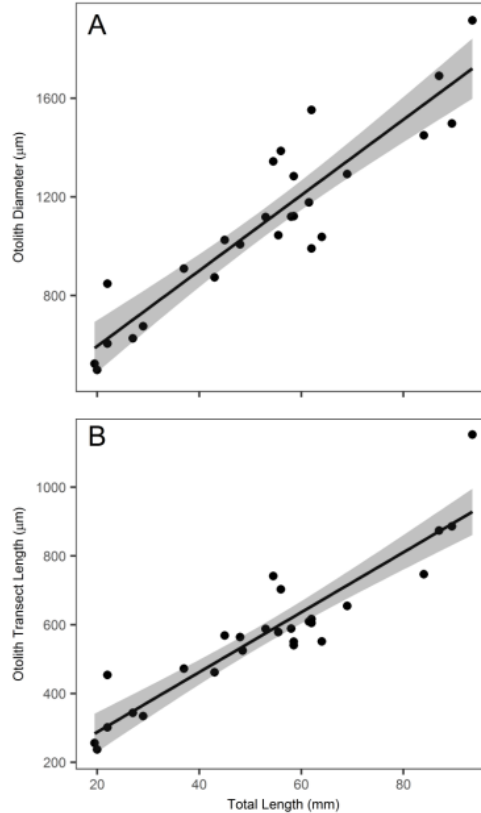 A
1600
1200
800
Otolith Diameter (μm)
B
1000
800
600
400
200
Otolith Transect Length (μm)
20 40 60 80
Total Length (mm)